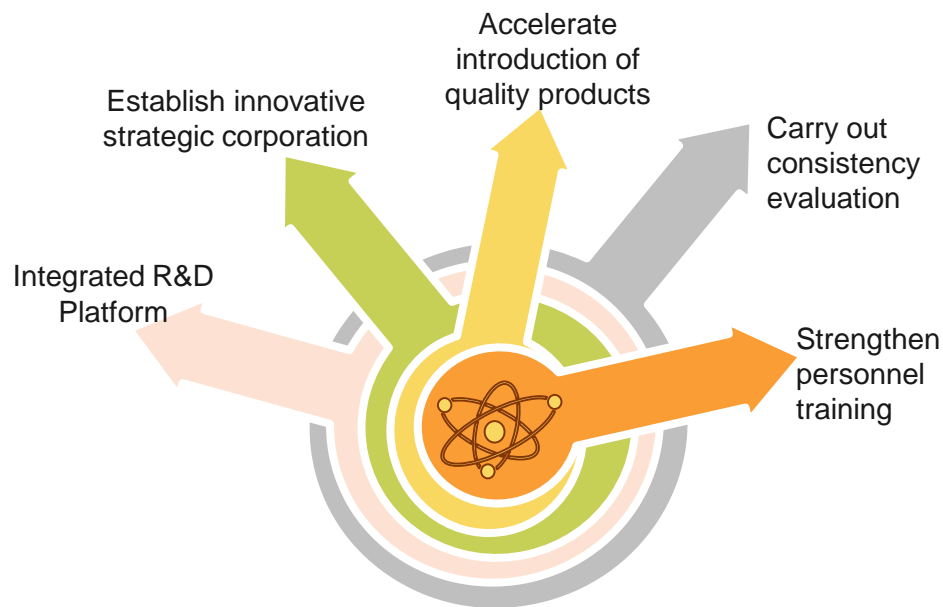 Accelerate
introduction of
quality products
Establish innovative
strategic corporation
Carry out
consistency
evaluation
Integrated R&D
Platform
Strengthen
personnel
training